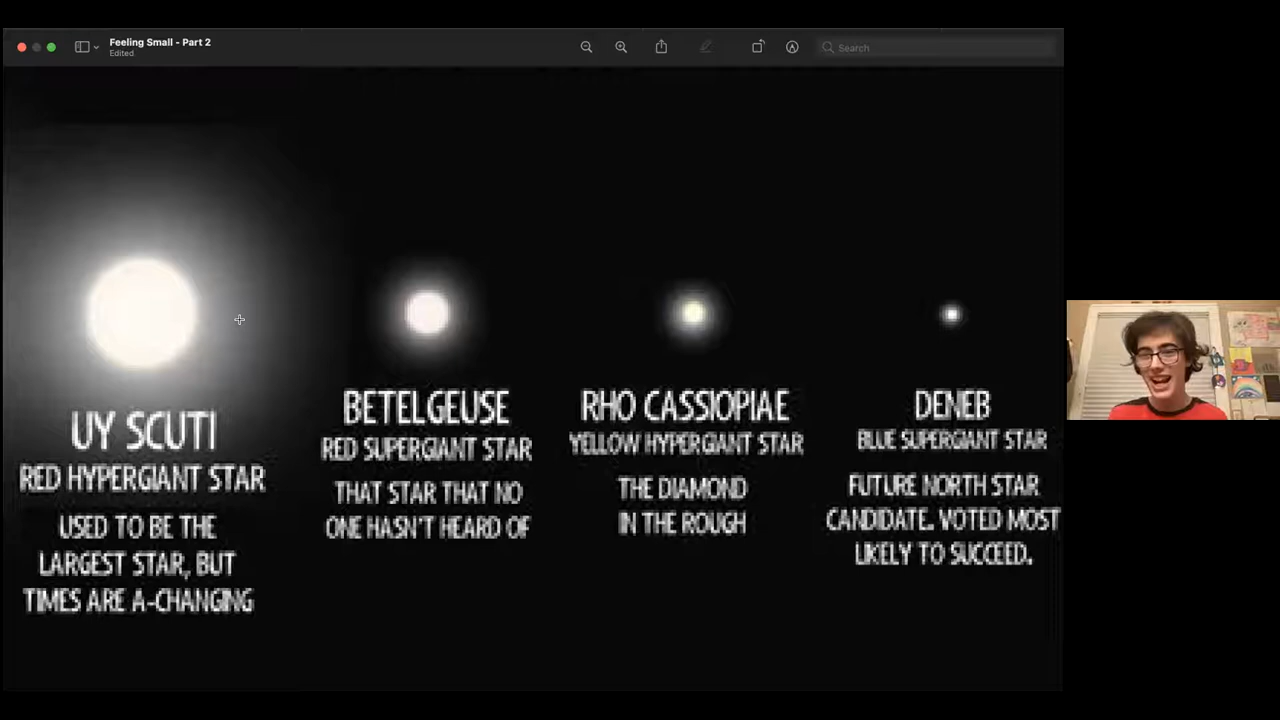 Feeling Small - Part 2
Edited
Search
UY SCUTI
RED HYPERGIANT STAR
USED TO BE THE
LARGEST STAR, BUT
TIMES ARE A-CHANGING
BETELGEUSE
RED SUPERGIANT STAR
THAT STAR THAT NO
ONE HASN'T HEARD OF
RHO CASSIOPIAE
YELLOW HYPERGIANT STAR
THE DIAMOND
IN THE ROUGH
DENEB
BLUE SUPERGIANT STAR
FUTURE NORTH STAR
CANDIDATE. VOTED MOST
LIKELY TO SUCCEED.